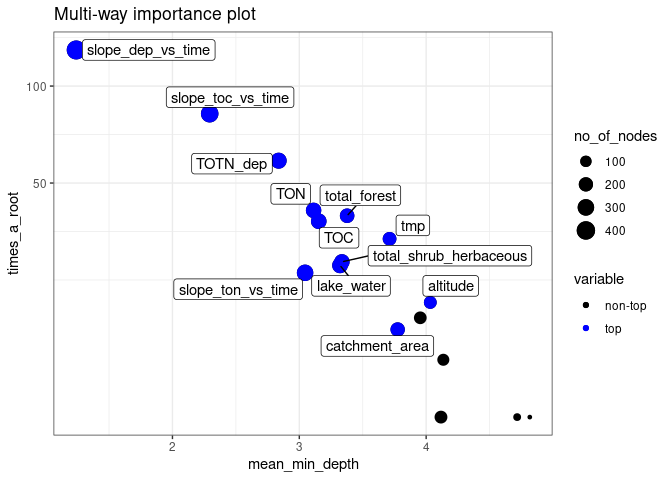 Multi-way importance plot
slope_dep_vs_time
100
slope_toc_vs_time
no_of_nodes
100
TOTN_dep
200
50
TON
total_forest
300
400
times_a_root
tmp
TOC
total_shrub_herbaceous
variable
slope_ton_vs_time
lake_water
altitude
non-top
top
catchment_area
2
3
4
mean_min_depth